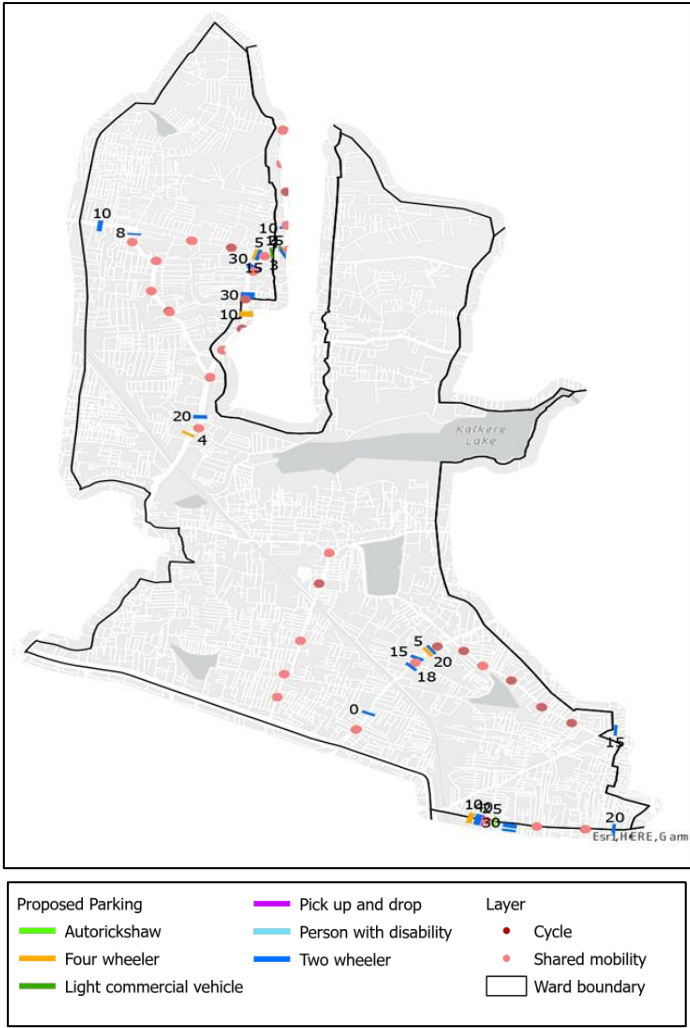 10
8
10
5
30
15
3
30
10
20
4
Kalkere
Lake
5
15
20
18
0
15
30
20
Esri, HERE, Garm
Proposed Parking
Autorickshaw
Four wheeler
Light commercial vehicle
Pick up and drop
Person with disability
Two wheeler
Layer
Cycle
Shared mobility
Ward boundary